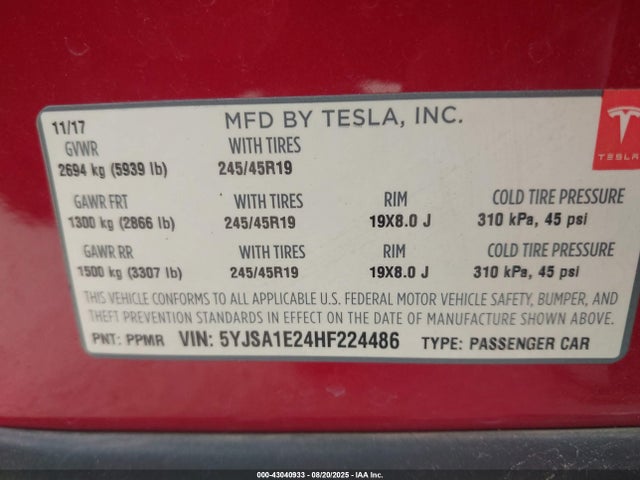 11/17 MFD BY TESLA, INC.
GVWR WITH TIRES
2694 kg (5939 lb) 245/45R19
TESLA
GAWR FRT WITH TIRES RIM COLD TIRE PRESSURE
1300 kg (2866 lb) 245/45R19 19X8.0 J 310 kPa, 45 psi
GAWR RR WITH TIRES RIM COLD TIRE PRESSURE
1500 kg (3307 lb) 245/45R19 19X8.0 J 310 kPa, 45 psi
THIS VEHICLE CONFORMS TO ALL APPLICABLE U.S. FEDERAL MOTOR VEHICLE SAFETY, BUMPER, AND
THEFT PREVENTION STANDARDS IN EFFECT ON THE DATE OF MANUFACTURE SHOWN ABOVE.
PNT: PPMR VIN: 5YJSA1E24HF224486 TYPE: PASSENGER CAR
000-43040933 - 08/20/2025 - IAA Inc.